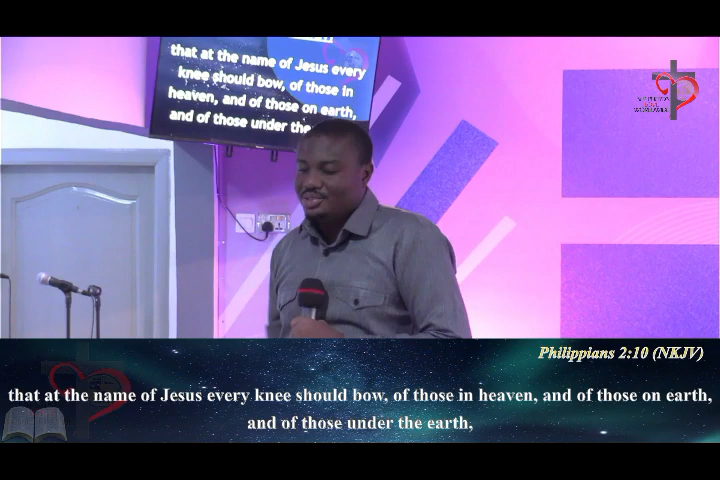 that at the name of Jesus every
knee should bow, of those in
heaven, and of those on earth,
and of those under the
WORLDWIDE
Philippians 2:10 (NKJV)
that at the name of Jesus every knee should bow, of those in heaven, and of those on earth,
and of those under the earth,